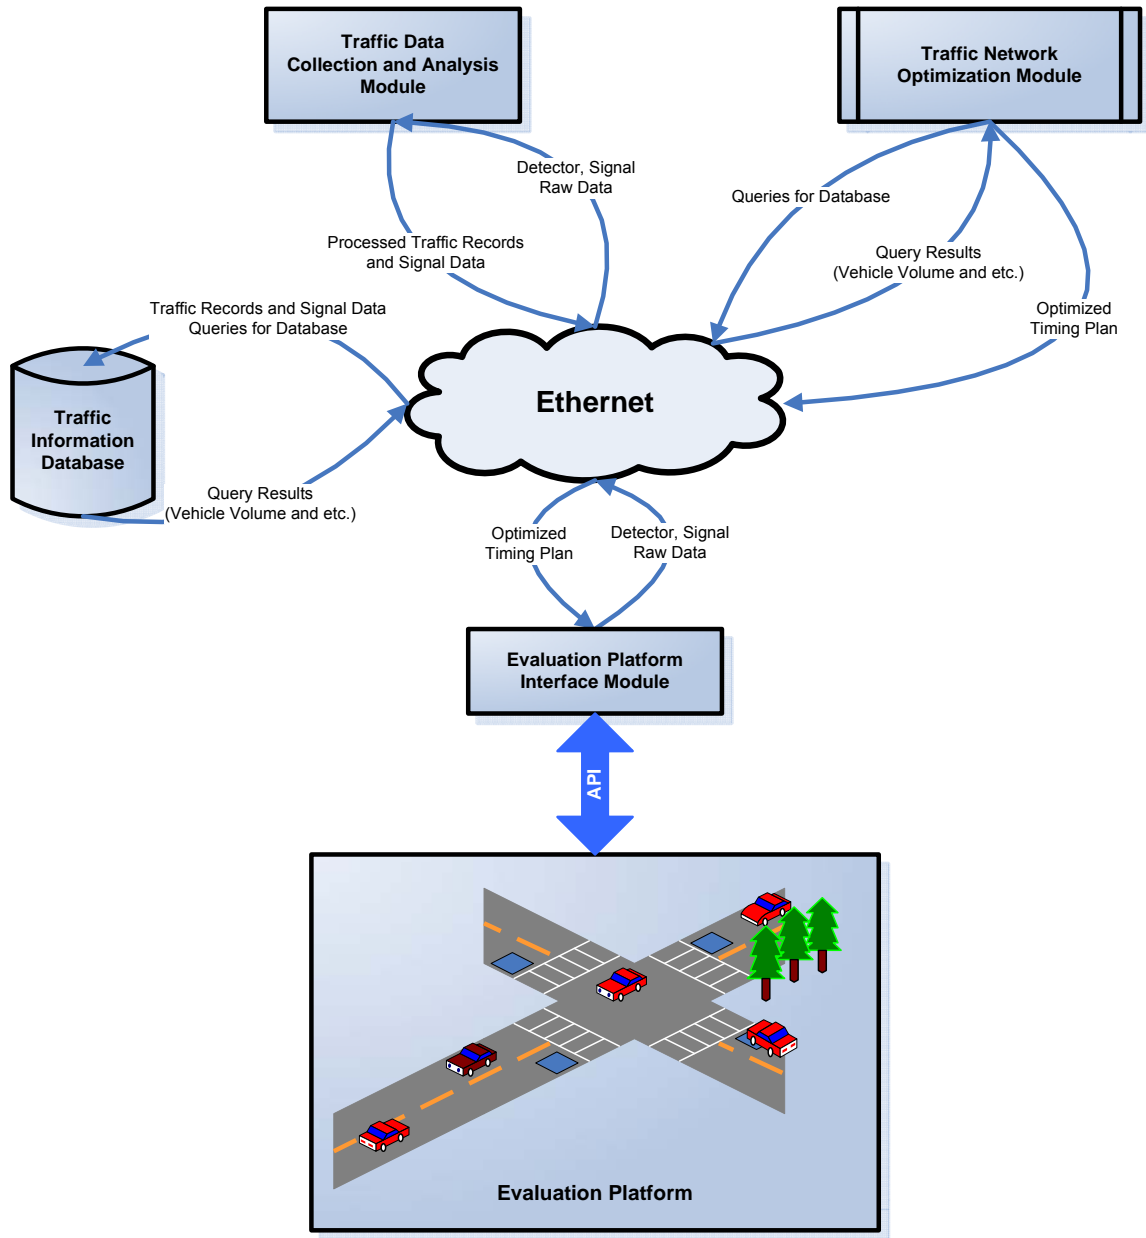 Traffic Data
Collection and Analysis
Module
Traffic Network
Optimization Module
Detector, Signal
Raw Data
Queries for Database
Processed Traffic Records
and Signal Data
Query Results
(Vehicle Volume and etc.)
Traffic Records and Signal Data
Queries for Database
Optimized
Timing Plan
Ethernet
Traffic
Information
Database
Query Results
(Vehicle Volume and etc.)
Optimized
Timing Plan
Detector, Signal
Raw Data
Evaluation Platform
Interface Module
API
Evaluation Platform